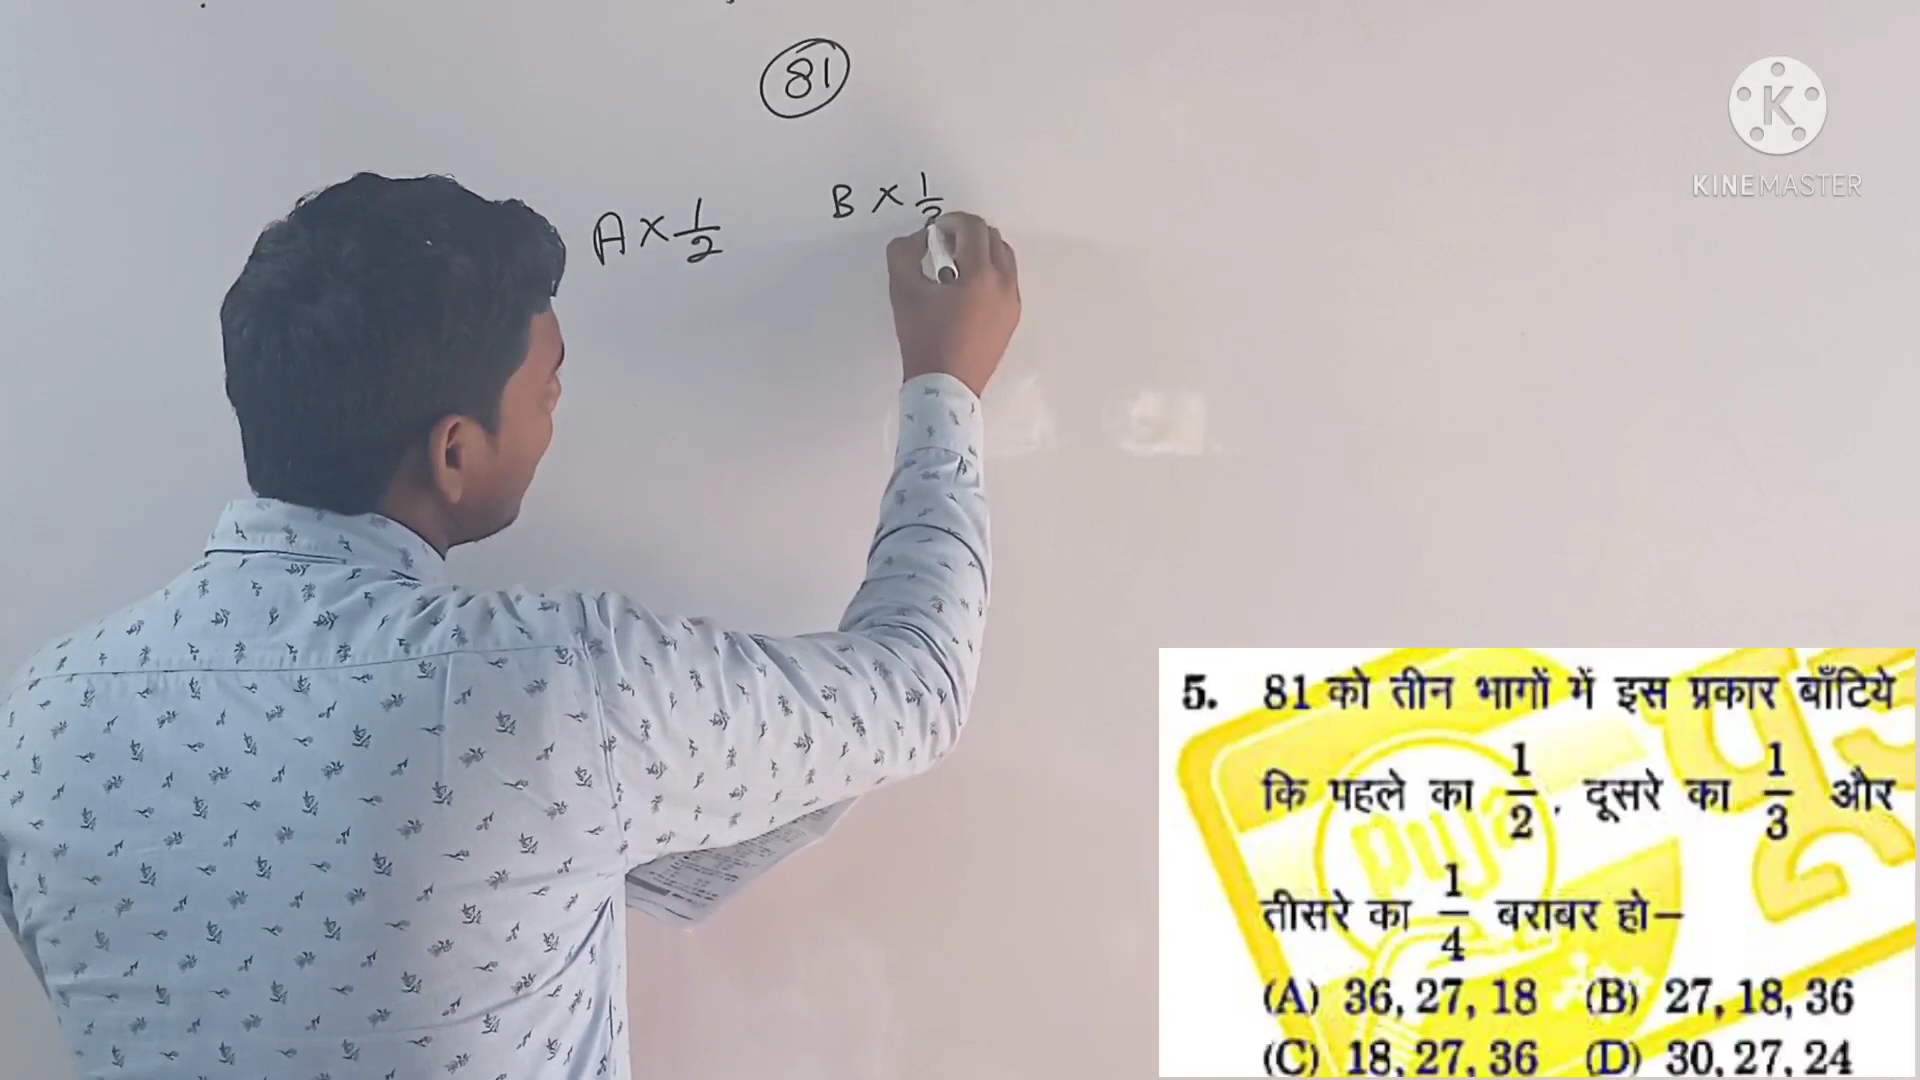 81
A × 1/2
B × 1/
KINEMASTER
5. 81 को तीन भागों में इस प्रकार बाँटिये
कि पहले का 1/2, दूसरे का 1/3 और
तीसरे का 1/4 बराबर हो–
(A) 36, 27, 18 (B) 27, 18, 36
(C) 18, 27, 36 (D) 30, 27, 24